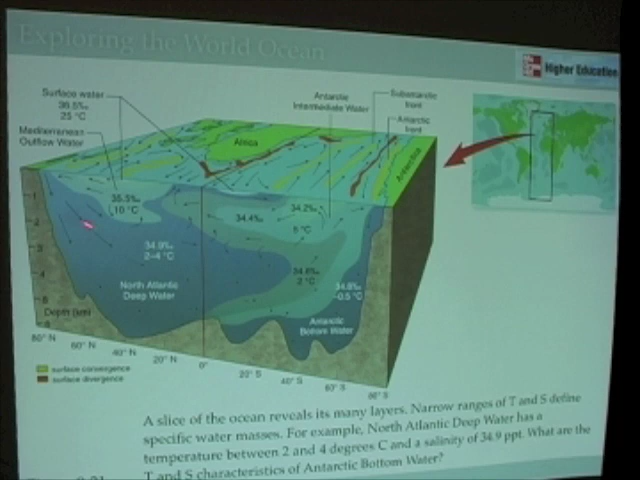 Exploring the World Ocean
Higher Education
Surface water
36.5‰
25 °C
Mediterranean
Outflow Water
Antarctic
Intermediate Water
Subantarctic
front
Antarctic
front
Africa
Antarctica
35.5‰
10 °C
34.4‰
34.2‰
5 °C
34.9‰
2–4 °C
North Atlantic
Deep Water
2 °C
34.8‰
-0.5 °C
Antarctic
Bottom Water
1
2
3
4
5
Depth (km)
80° N
60° N
40° N
20° N
0°
20° S
40° S
60° S
surface convergence
surface divergence
A slice of the ocean reveals its many layers. Narrow ranges of T and S define
specific water masses. For example, North Atlantic Deep Water has a
temperature between 2 and 4 degrees C and a salinity of 34.9 ppt. What are the
T and S characteristics of Antarctic Bottom Water?